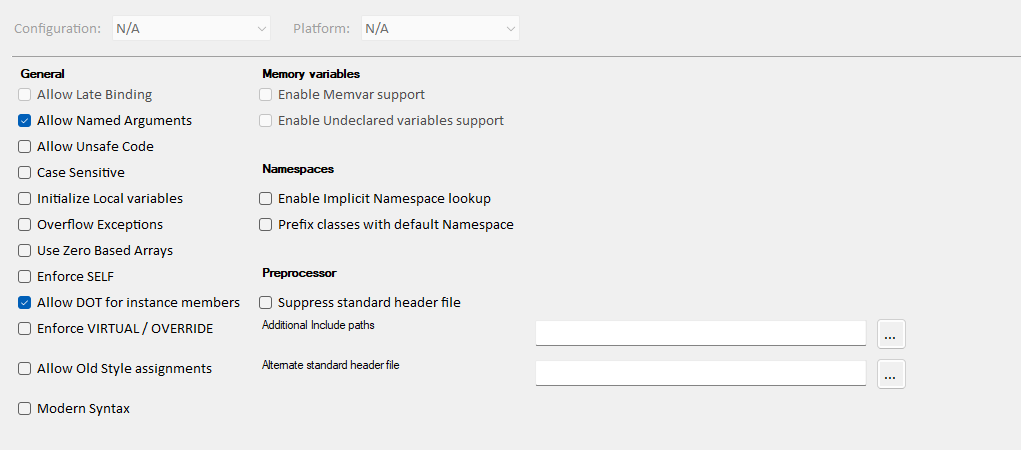 Configuration: N/A Platform: N/A
General
Allow Late Binding
Allow Named Arguments
Allow Unsafe Code
Case Sensitive
Initialize Local variables
Overflow Exceptions
Use Zero Based Arrays
Enforce SELF
Allow DOT for instance members
Enforce VIRTUAL / OVERRIDE
Allow Old Style assignments
Modern Syntax
Memory variables
Enable Memvar support
Enable Undeclared variables support
Namespaces
Enable Implicit Namespace lookup
Prefix classes with default Namespace
Preprocessor
Suppress standard header file
Additional Include paths ...
Alternate standard header file ...